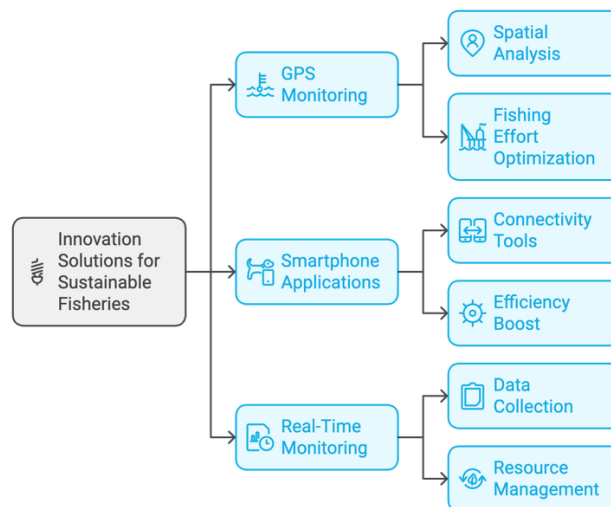 Innovation
Solutions for
Sustainable
Fisheries
GPS
Monitoring
Spatial
Analysis
Fishing
Effort
Optimization
Smartphone
Applications
Connectivity
Tools
Efficiency
Boost
Real-Time
Monitoring
Data
Collection
Resource
Management